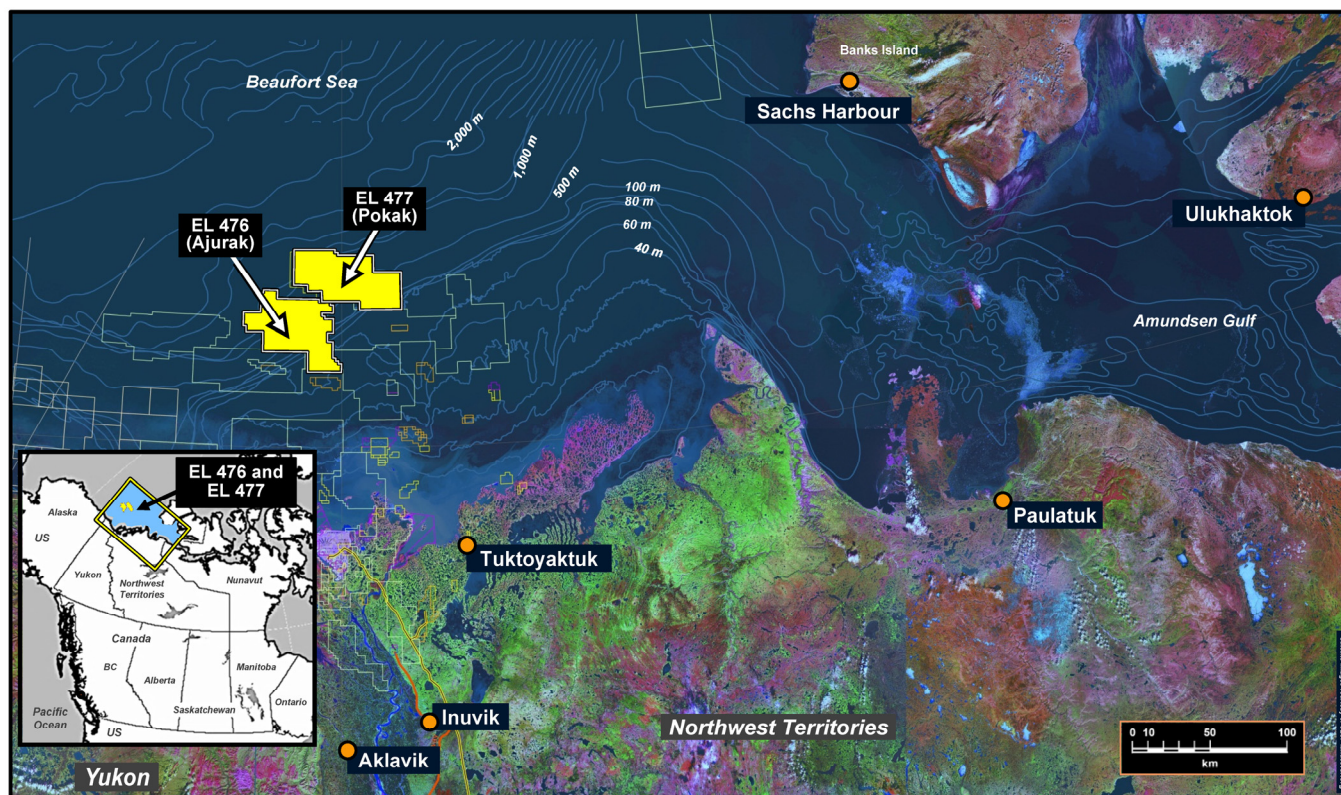 Banks Island
Beaufort Sea
Sachs Harbour
2,000 m
1,000 m
500 m
100 m
80 m
60 m
40 m
EL 477
(Pokak)
EL 476
(Ajurak)
Ulukhaktok
Amundsen Gulf
EL 476 and
EL 477
Alaska
US
Yukon
Northwest
Territories
Nunavut
Canada
BC
Alberta
Saskatchewan
Manitoba
Ontario
Pacific
Ocean
US
Paulatuk
Tuktoyaktuk
Inuvik
Aklavik
Northwest Territories
Yukon
0 10 50 100
km